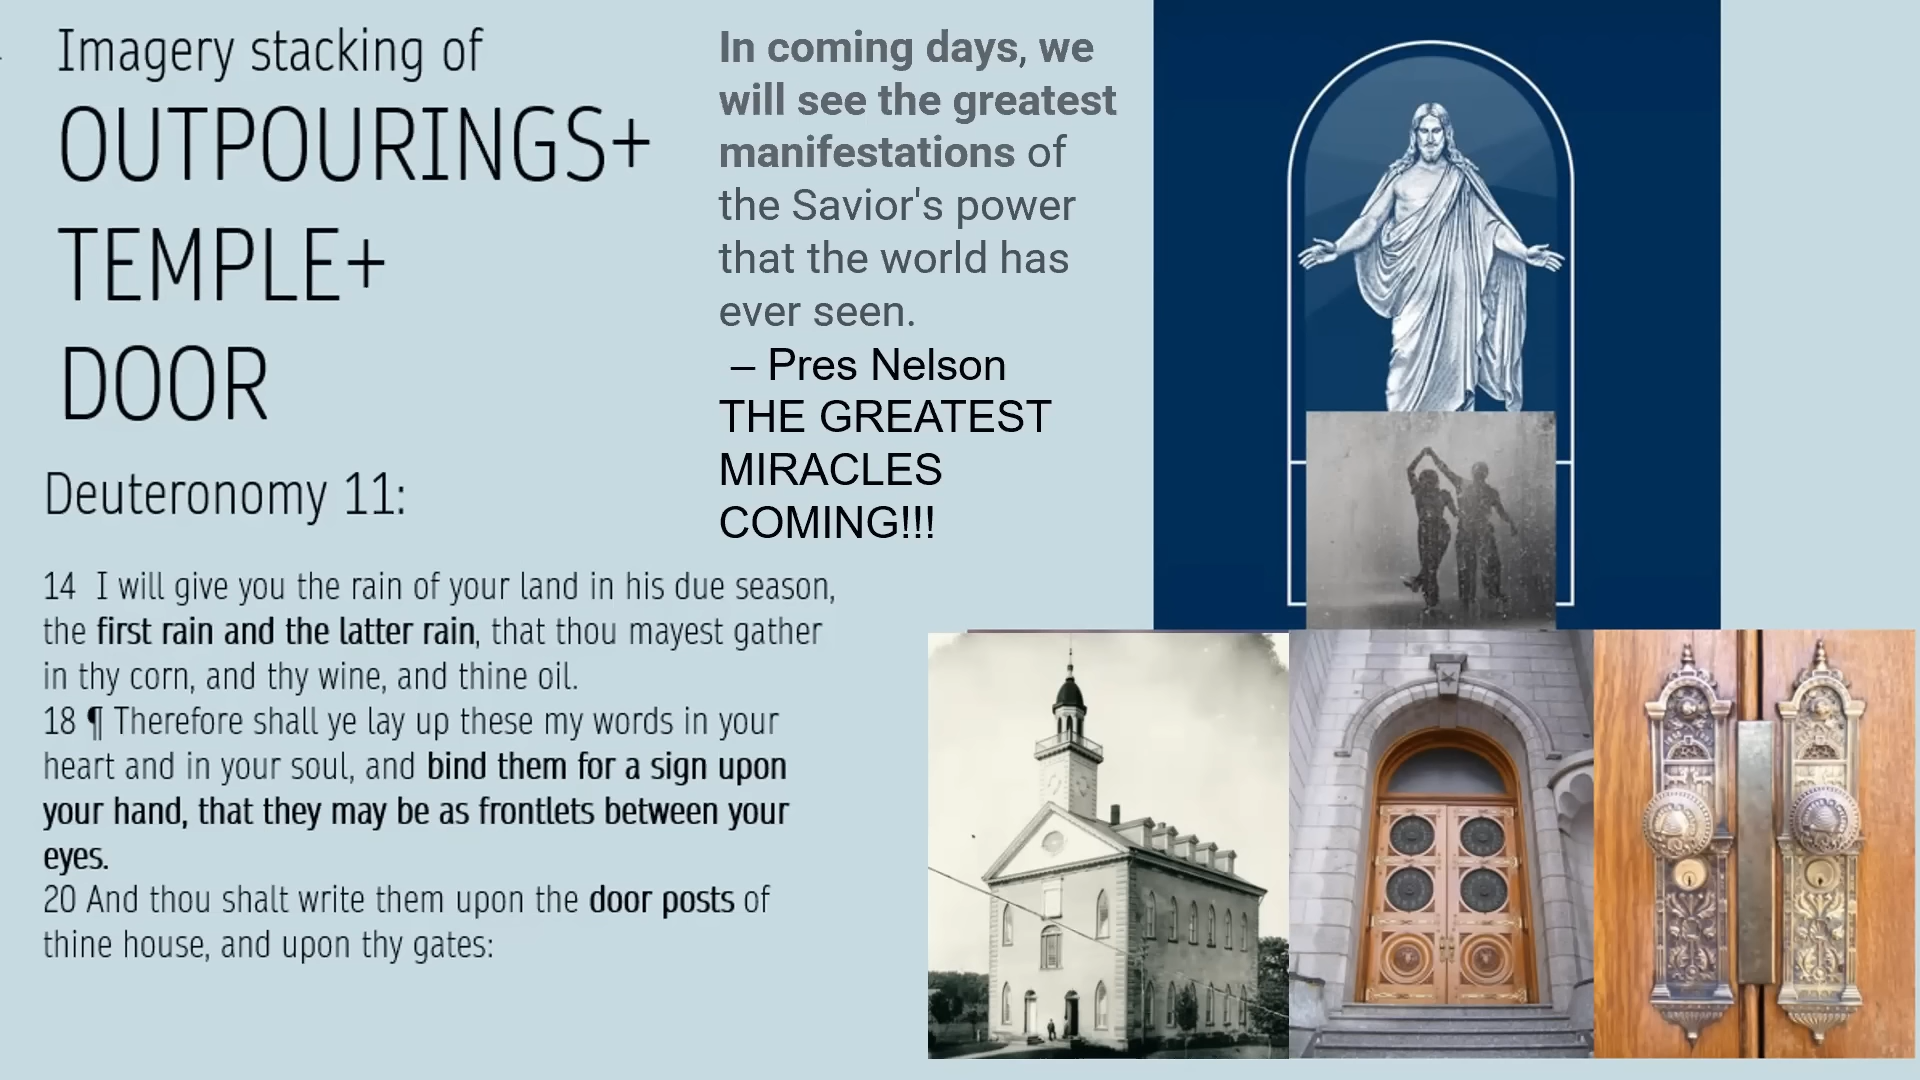 Imagery stacking of
OUTPOURINGS+
TEMPLE+
DOOR
Deuteronomy 11:
14 I will give you the rain of your land in his due season,
the first rain and the latter rain, that thou mayest gather
in thy corn, and thy wine, and thine oil.
18 ¶ Therefore shall ye lay up these my words in your
heart and in your soul, and bind them for a sign upon
your hand, that they may be as frontlets between your
eyes.
20 And thou shalt write them upon the door posts of
thine house, and upon thy gates:
In coming days, we
will see the greatest
manifestations of
the Savior's power
that the world has
ever seen.
– Pres Nelson
THE GREATEST
MIRACLES
COMING!!!